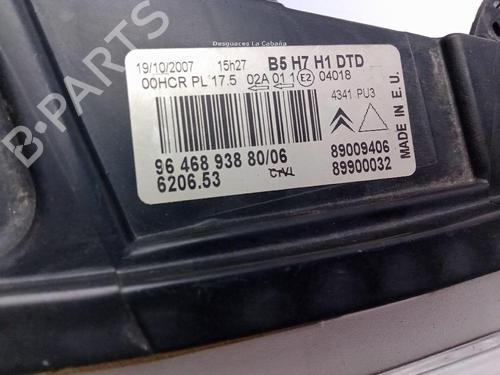 Desguaces La Cabaña
19/10/2007 15h27 B5 H7 H1 DTD
00HCR PL 17.5 02A 01 1 E2 04018
4341 PU3
96 468 938 80/06 89009406
6206.53 89900032
MADE IN E.U.
B-PARTS